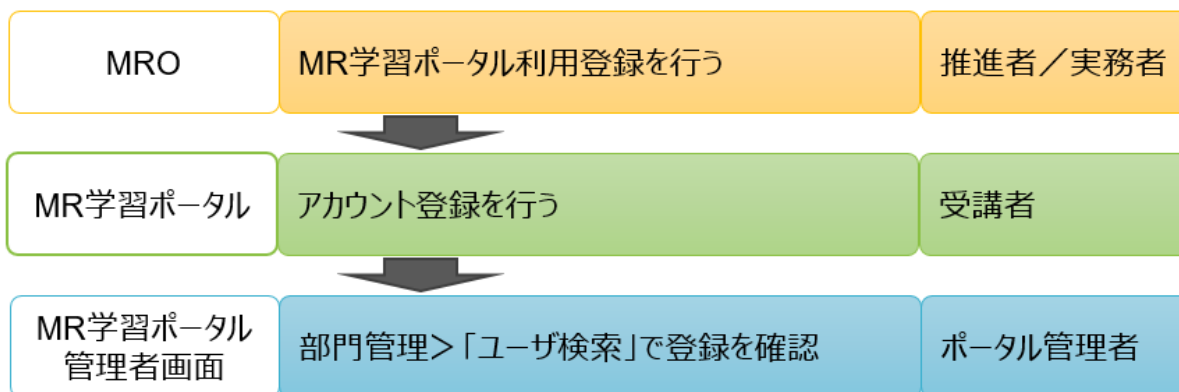 MRO
MR学習ポータル利用登録を行う
推進者／実務者
MR学習ポータル
アカウント登録を行う
受講者
MR学習ポータル
管理者画面
部門管理＞「ユーザ検索」で登録を確認
ポータル管理者